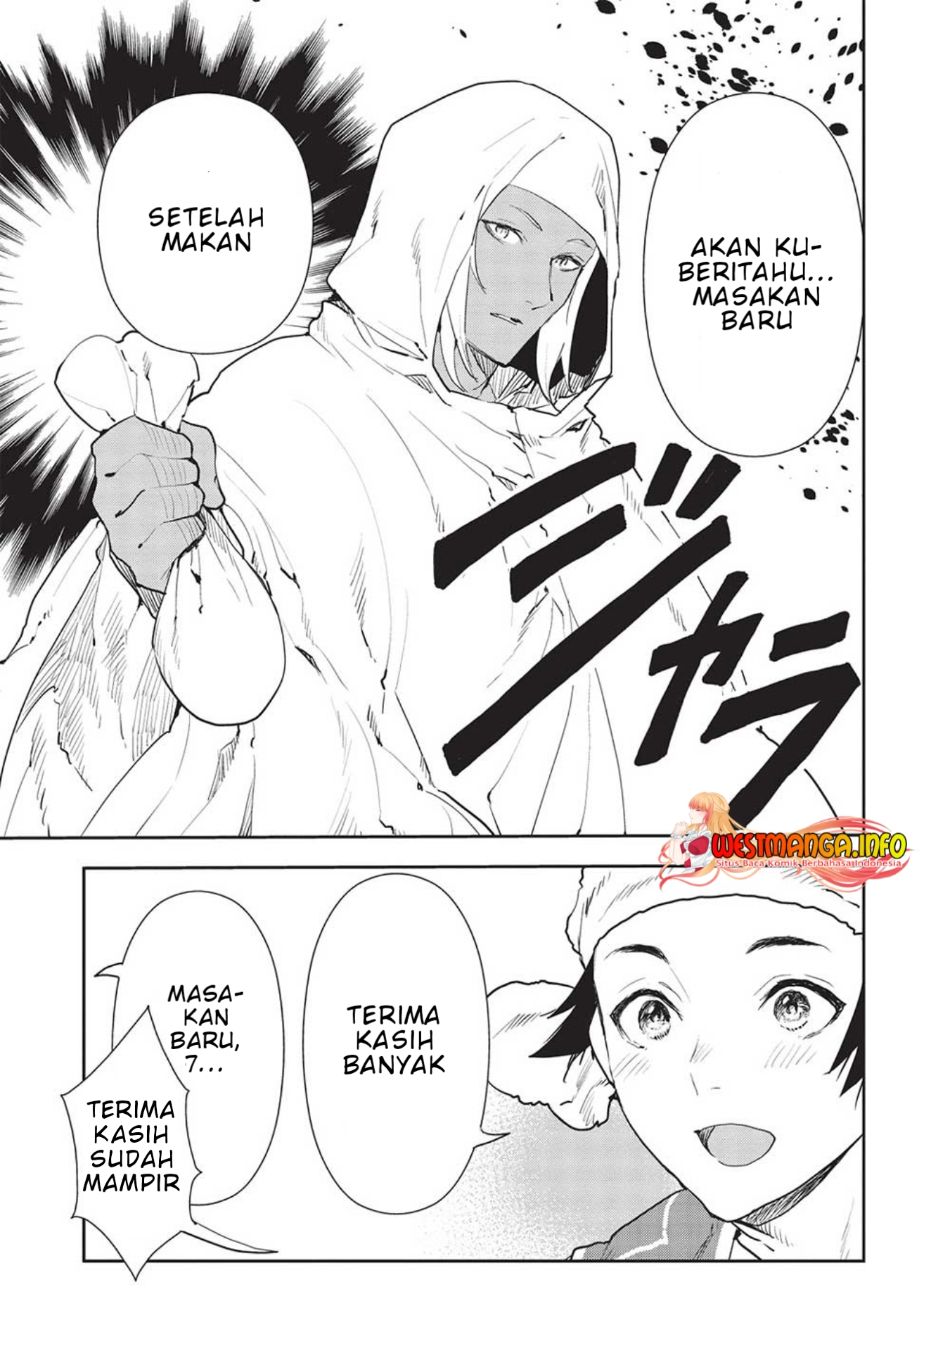 AKAN KU-
BERITAHU...
MASAKAN
BARU
SETELAH
MAKAN
ジャラ
WESTMANGA.INFO
Situs Baca Komik Berbahasa Indonesia
TERIMA
KASIH
BANYAK
MASA-
KAN
BARU,
7...
TERIMA
KASIH
SUDAH
MAMPIR